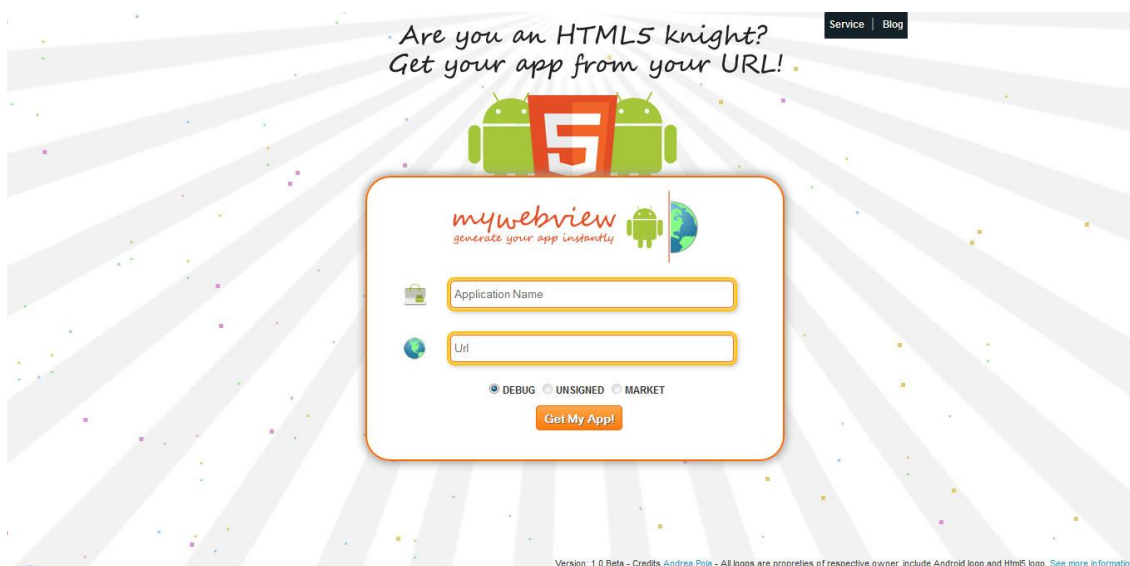 Service | Blog
Are you an HTML5 knight?
Get your app from your URL!
5
mywebview
generate your app instantly
Application Name
Url
DEBUG UNSIGNED MARKET
Get My App!
Version: 1.0 Beta - Credits Andrea Pola - All logos are propreties of respective owner, include Android logo and Html5 logo. See more informatio